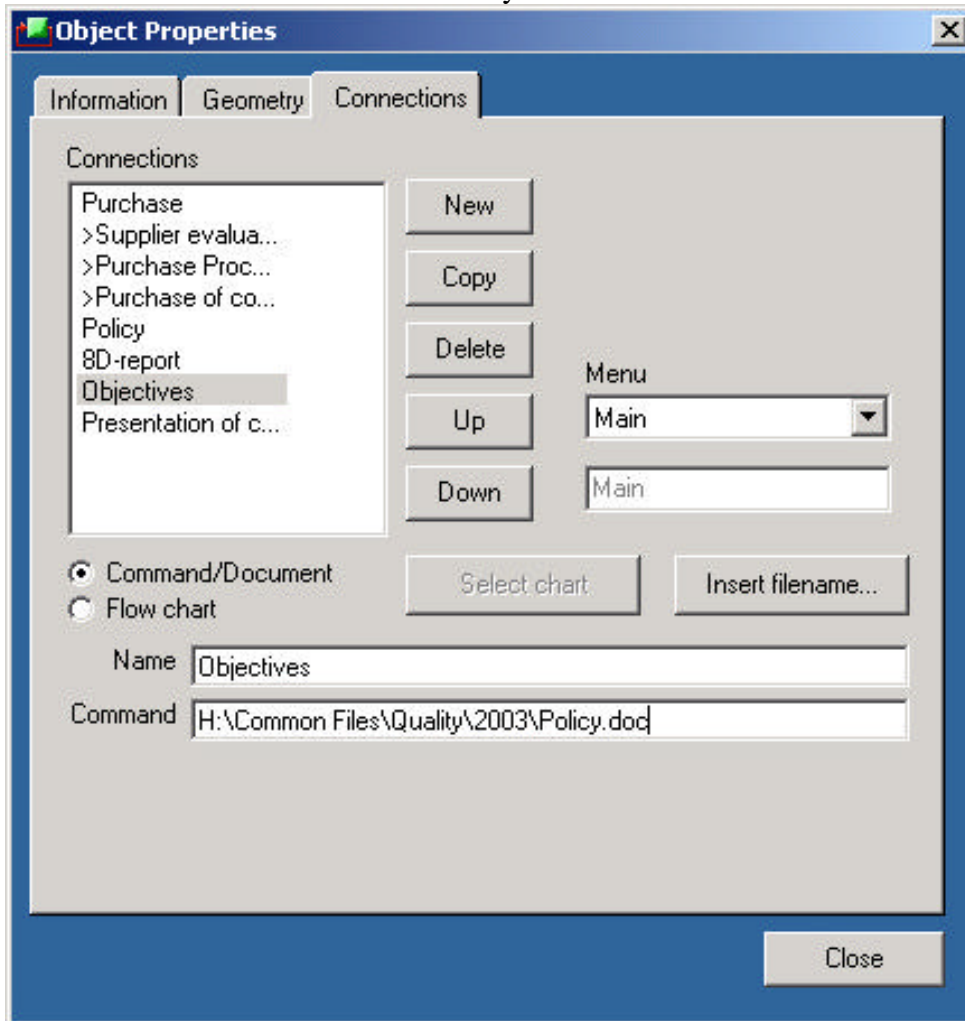 Object Properties
Information
Geometry
Connections
Connections
Purchase
>Supplier evalua...
>Purchase Proc...
>Purchase of co...
Policy
8D-report
Objectives
Presentation of c...
New
Copy
Delete
Up
Down
Menu
Main
Main
Command/Document
Flow chart
Select chart
Insert filename...
Name
Objectives
Command
H:\Common Files\Quality\2003\Policy.doc
Close